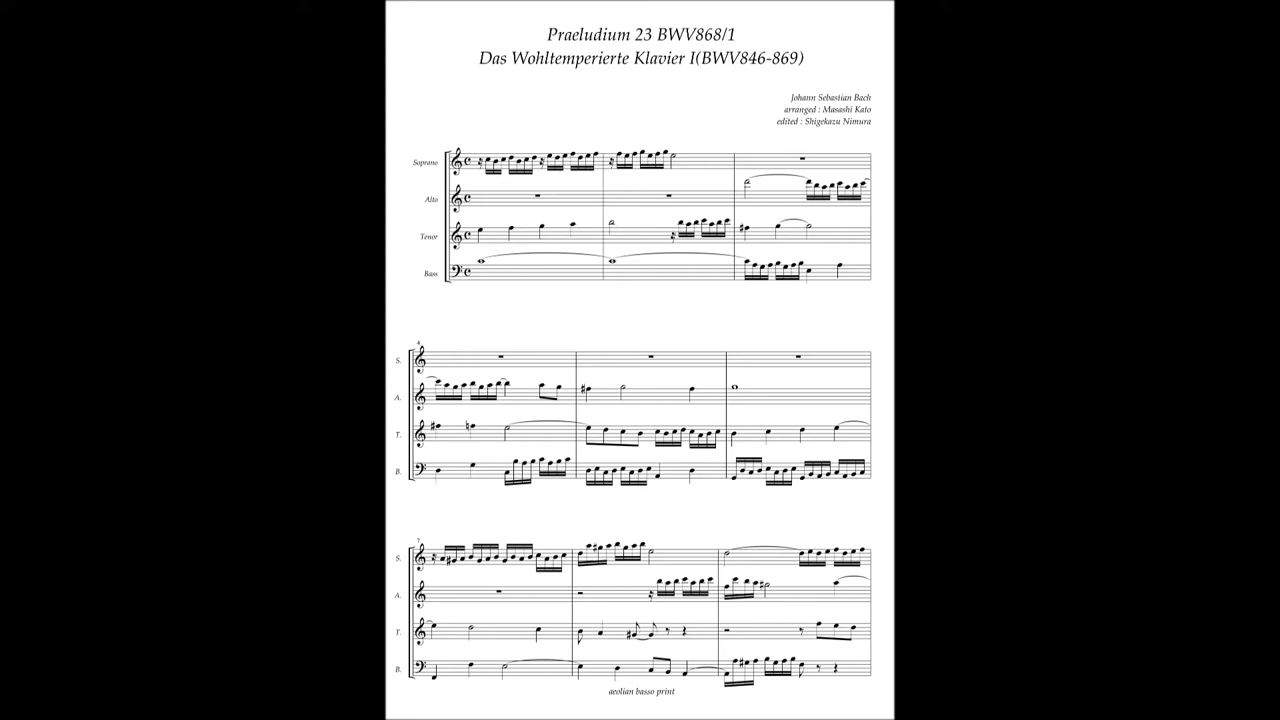 Praeludium 23 BWV868/1
Das Wohltemperierte Klavier I(BWV846-869)
Johann Sebastian Bach
arranged : Masashi Kato
edited : Shigekazu Nimura
Soprano
Alto
Tenor
Bass
4
S.
A.
T.
B.
7
S.
A.
T.
B.
aeolian basso print